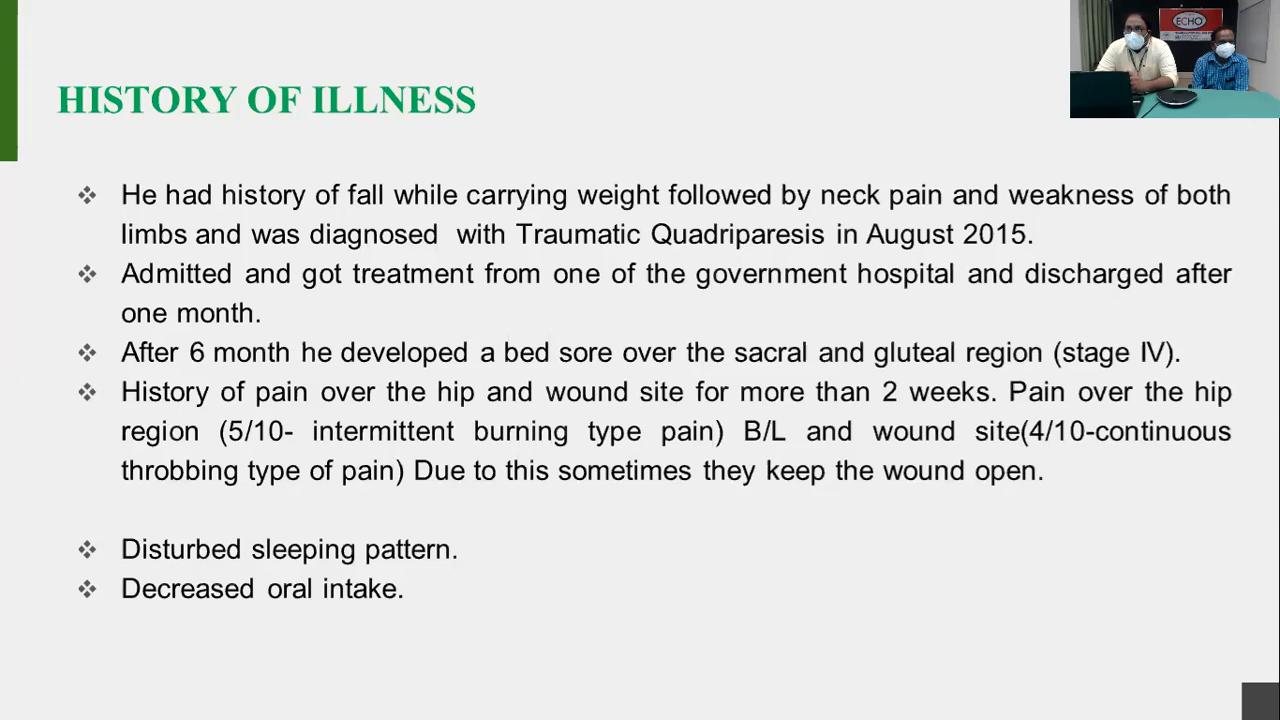 ECHO
HISTORY OF ILLNESS
He had history of fall while carrying weight followed by neck pain and weakness of both
limbs and was diagnosed with Traumatic Quadriparesis in August 2015.
Admitted and got treatment from one of the government hospital and discharged after
one month.
After 6 month he developed a bed sore over the sacral and gluteal region (stage IV).
History of pain over the hip and wound site for more than 2 weeks. Pain over the hip
region (5/10- intermittent burning type pain) B/L and wound site(4/10-continuous
throbbing type of pain) Due to this sometimes they keep the wound open.
Disturbed sleeping pattern.
Decreased oral intake.